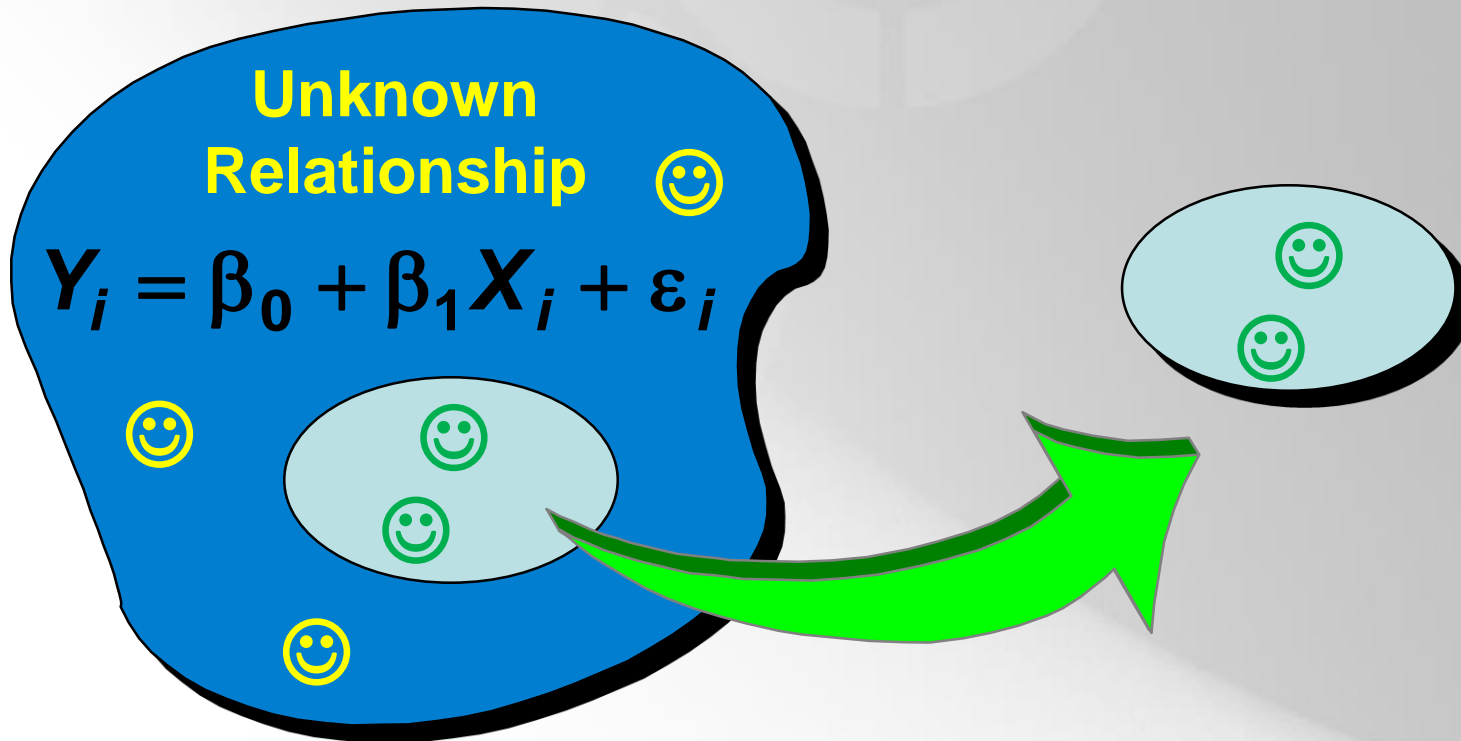 Unknown
Relationship
Yᵢ = β₀ + β₁Xᵢ + εᵢ